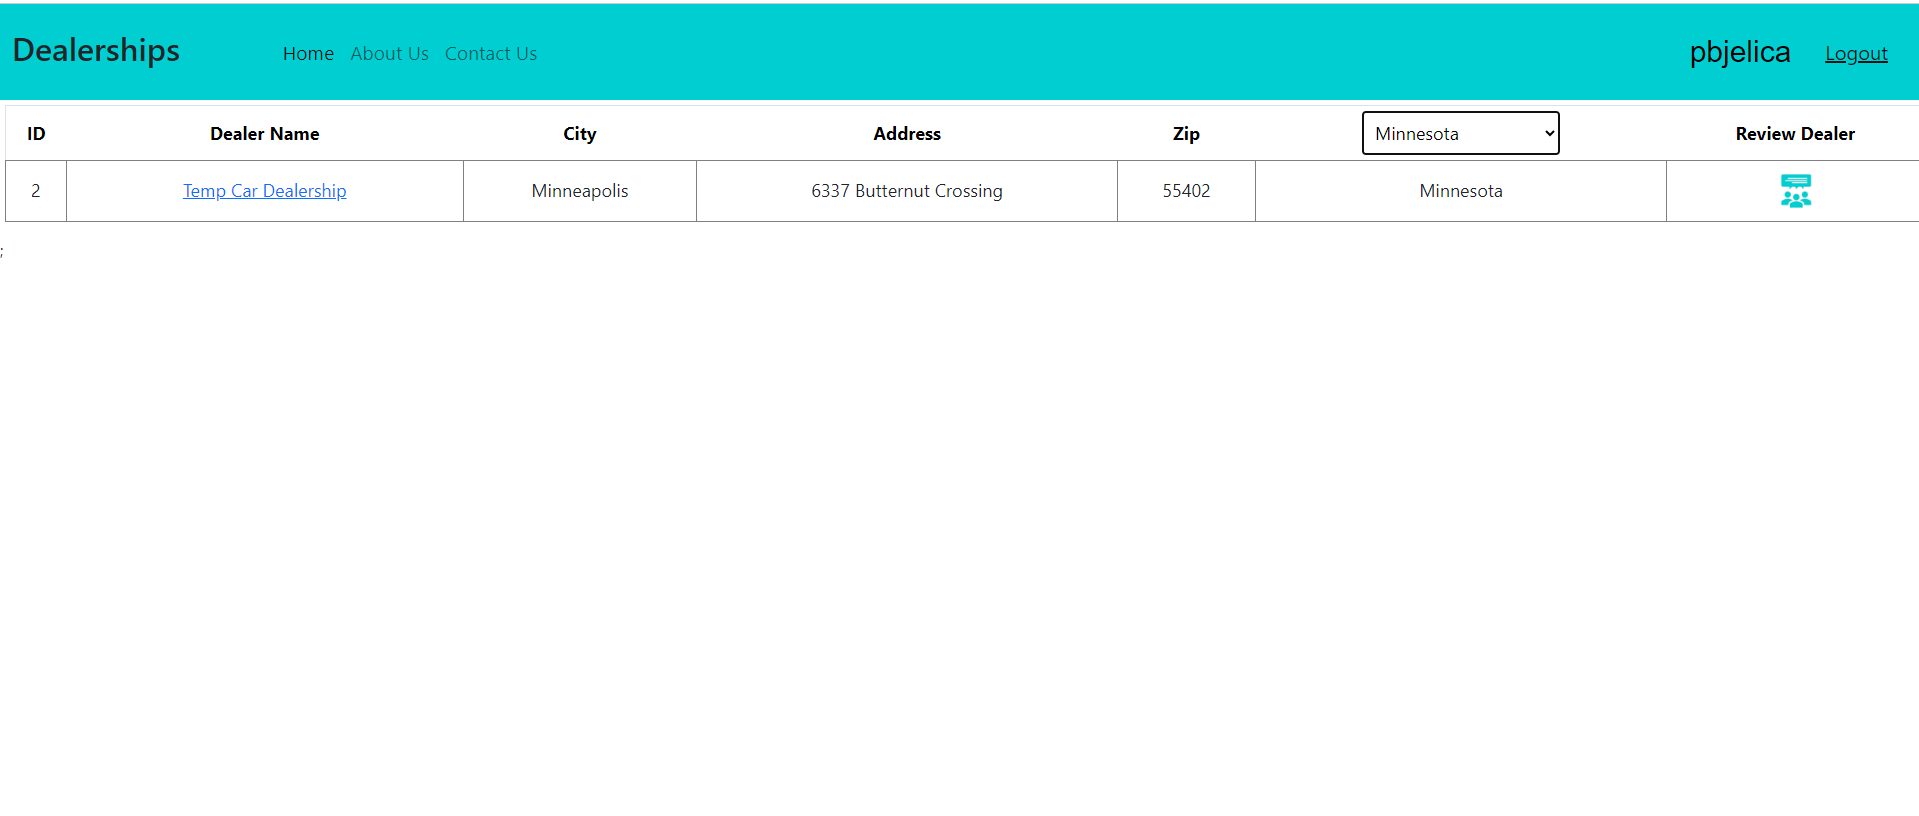 Dealerships Home About Us Contact Us pbjelica Logout
ID Dealer Name City Address Zip Minnesota Review Dealer
2 Temp Car Dealership Minneapolis 6337 Butternut Crossing 55402 Minnesota
;